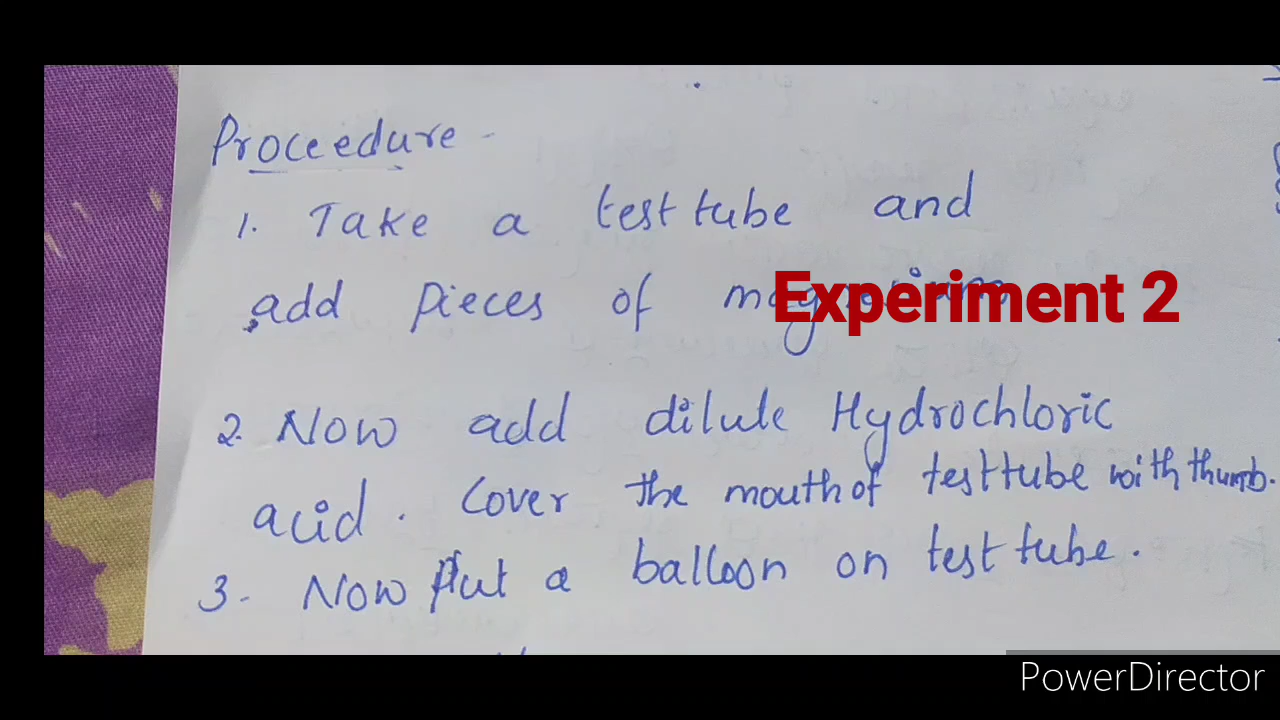 Proceedure -
1. Take a test tube and
add pieces of
Experiment 2
2. Now add dilute Hydrochloric
acid. Cover the mouth of test tube with thumb.
3. Now Put a balloon on test tube.
PowerDirector